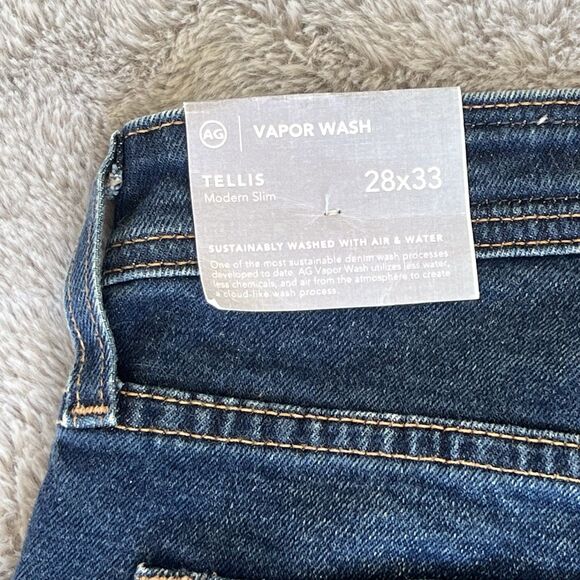 AG VAPOR WASH
TELLIS 28x33
Modern Slim
SUSTAINABLY WASHED WITH AIR & WATER
One of the most sustainable denim wash processes
developed to date. AG Vapor Wash utilizes less water,
less chemicals, and air from the atmosphere to create
a cloud-like wash process.